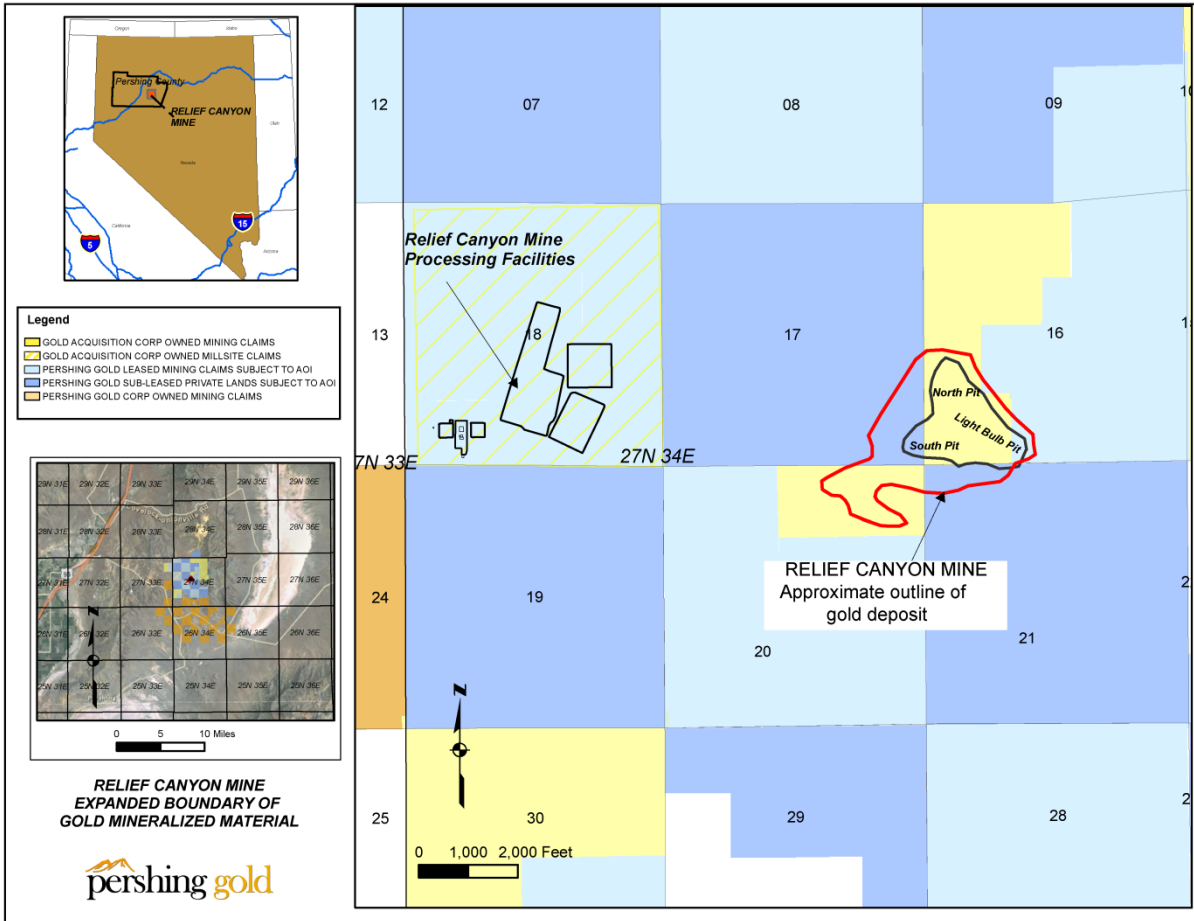 Oregon
Idaho
Pershing County
RELIEF CANYON
MINE
Nevada
Utah
California
Arizona
15
5
Legend
GOLD ACQUISITION CORP OWNED MINING CLAIMS
GOLD ACQUISITION CORP OWNED MILLSITE CLAIMS
PERSHING GOLD LEASED MINING CLAIMS SUBJECT TO AOI
PERSHING GOLD SUB-LEASED PRIVATE LANDS SUBJECT TO AOI
PERSHING GOLD CORP OWNED MINING CLAIMS
29N 31E 29N 32E 29N 33E 29N 34E 29N 35E 29N 36E
28N 31E 28N 32E 28N 33E 28N 34E 28N 35E 28N 36E
27N 31E 27N 32E 27N 33E 27N 34E 27N 35E 27N 36E
26N 31E 26N 32E 26N 33E 26N 34E 26N 35E 26N 36E
25N 31E 25N 32E 25N 33E 25N 34E 25N 35E 25N 36E
N
0 5 10 Miles
RELIEF CANYON MINE
EXPANDED BOUNDARY OF
GOLD MINERALIZED MATERIAL
pershing gold
12 07 08 09 10
Relief Canyon Mine
Processing Facilities
13 18 17 16
North Pit
Light Bulb Pit
South Pit
7N 33E 27N 34E
RELIEF CANYON MINE
Approximate outline of
gold deposit
24 19 20 21
N
25 30 29 28
0 1,000 2,000 Feet